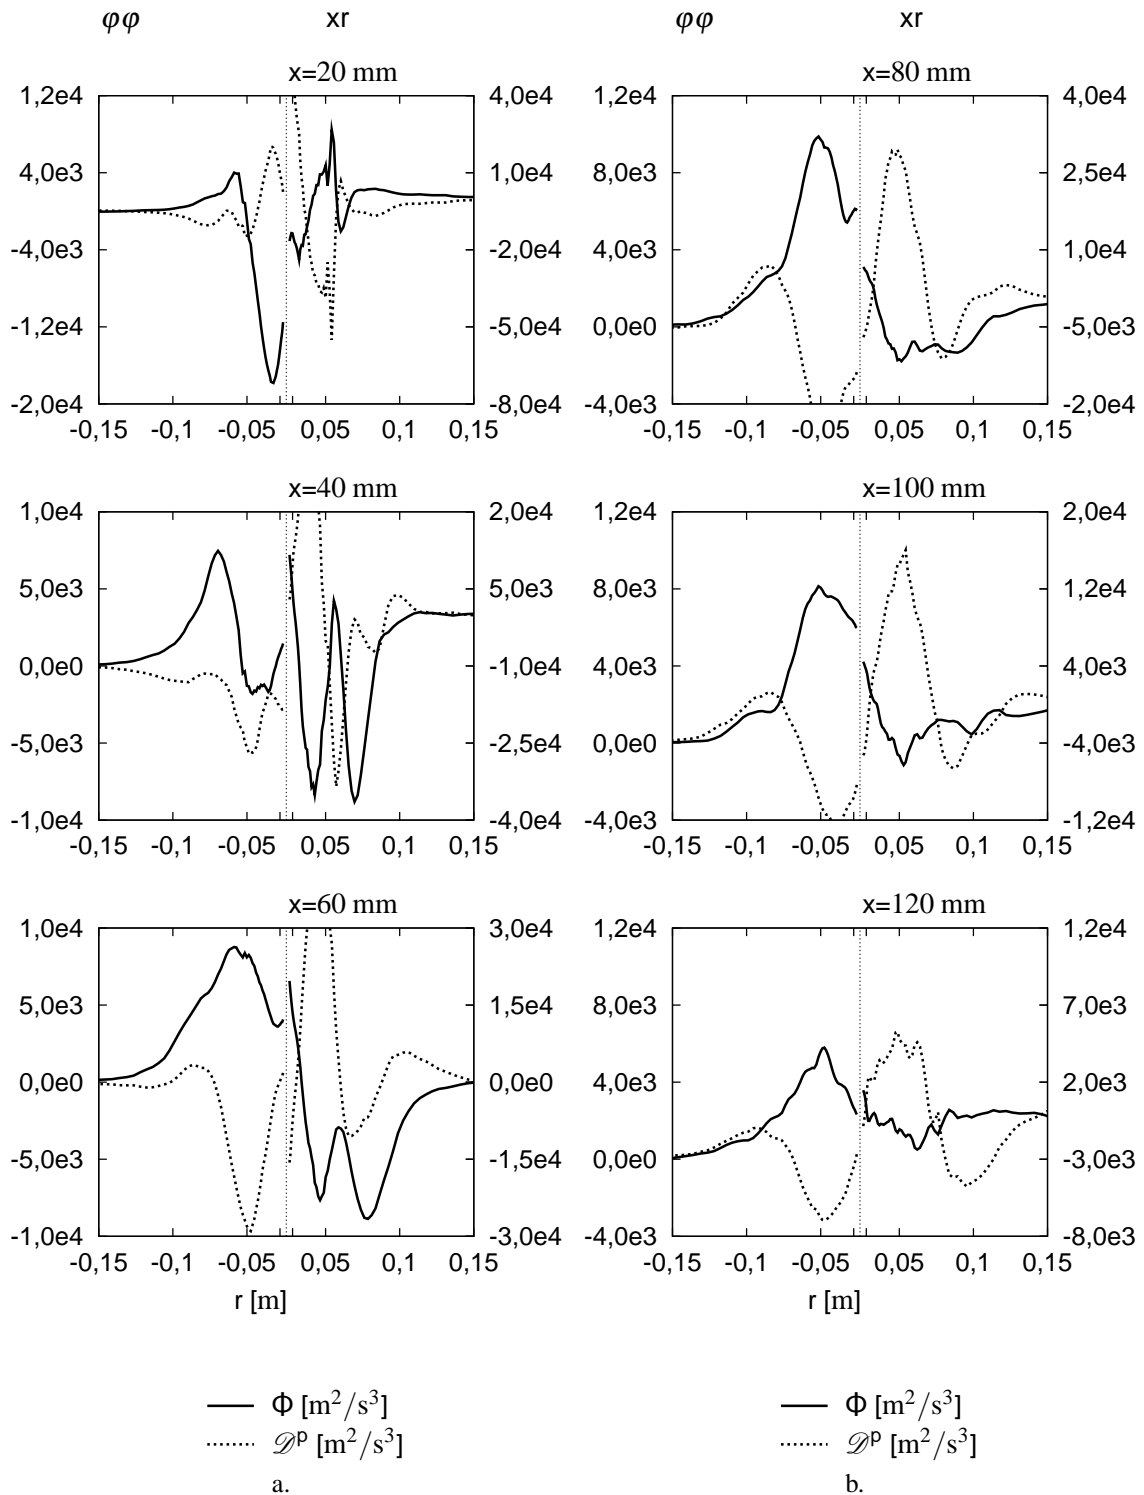 φφ xr φφ xr
x=20 mm x=80 mm
1,2e4 4,0e4 1,2e4 4,0e4
4,0e3 1,0e4 8,0e3 2,5e4
-4,0e3 -2,0e4 4,0e3 1,0e4
-1,2e4 -5,0e4 0,0e0 -5,0e3
-2,0e4 -8,0e4 -4,0e3 -2,0e4
-0,15 -0,1 -0,05 0,05 0,1 0,15 -0,15 -0,1 -0,05 0,05 0,1 0,15
x=40 mm x=100 mm
1,0e4 2,0e4 1,2e4 2,0e4
5,0e3 5,0e3 8,0e3 1,2e4
0,0e0 -1,0e4 4,0e3 4,0e3
-5,0e3 -2,5e4 0,0e0 -4,0e3
-1,0e4 -4,0e4 -4,0e3 -1,2e4
-0,15 -0,1 -0,05 0,05 0,1 0,15 -0,15 -0,1 -0,05 0,05 0,1 0,15
x=60 mm x=120 mm
1,0e4 3,0e4 1,2e4 1,2e4
5,0e3 1,5e4 8,0e3 7,0e3
0,0e0 0,0e0 4,0e3 2,0e3
-5,0e3 -1,5e4 0,0e0 -3,0e3
-1,0e4 -3,0e4 -4,0e3 -8,0e3
-0,15 -0,1 -0,05 0,05 0,1 0,15 -0,15 -0,1 -0,05 0,05 0,1 0,15
r [m] r [m]
Φ [m²/s³] Φ [m²/s³]
𝒟ᵖ [m²/s³] 𝒟ᵖ [m²/s³]
a. b.